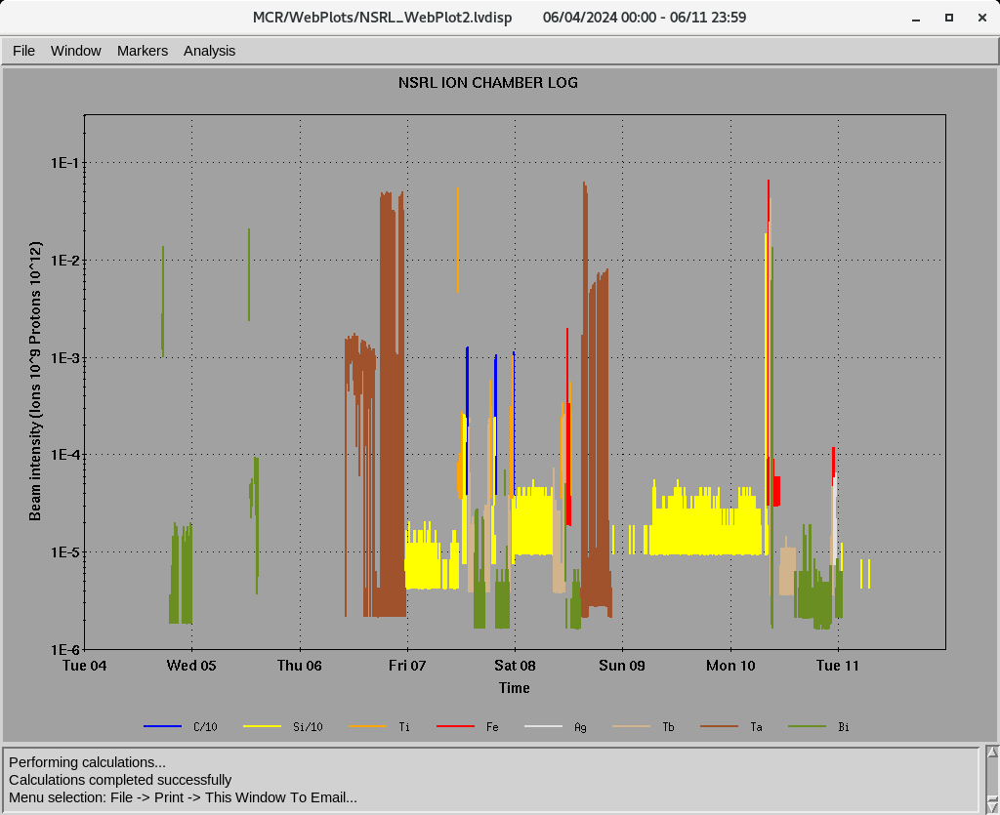 MCR/WebPlots/NSRL_WebPlot2.lvdisp 06/04/2024 00:00 - 06/11 23:59
File Window Markers Analysis
NSRL ION CHAMBER LOG
Beam intensity (Ions 10^9 Protons 10^12)
1E-1
1E-2
1E-3
1E-4
1E-5
1E-6
Tue 04 Wed 05 Thu 06 Fri 07 Sat 08 Sun 09 Mon 10 Tue 11
Time
C/10 Si/10 Ti Fe Ag Tb Ta Bi
Performing calculations...
Calculations completed successfully
Menu selection: File -> Print -> This Window To Email...